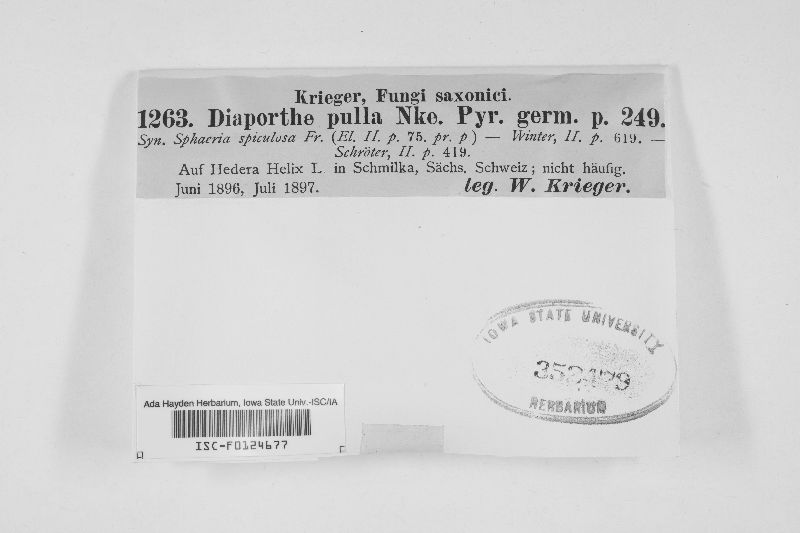 Krieger, Fungi saxonici.
1263. Diaporthe pulla Nke. Pyr. germ. p. 249.
Syn. Sphaeria spiculosa Fr. (El. II. p. 75. pr. p) — Winter, II. p. 619. —
Schröter, II. p. 419.
Auf Hedera Helix L. in Schmilka, Sächs. Schweiz; nicht häufig.
Juni 1896, Juli 1897. leg. W. Krieger.
IOWA STATE UNIVERSITY
HERBARIUM
Ada Hayden Herbarium, Iowa State Univ.-ISC/IA
ISC-F0124677